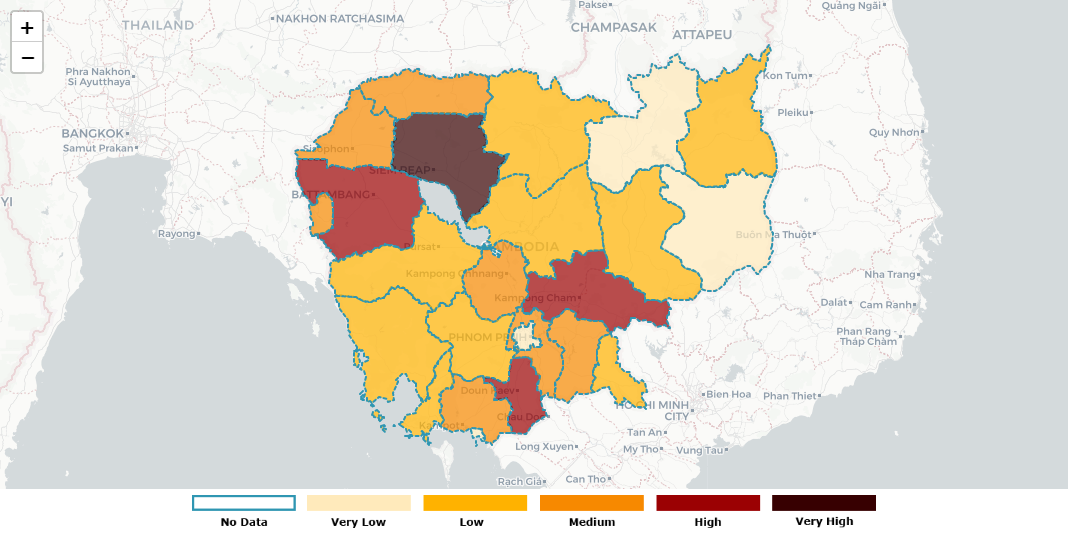 +
−
THAILAND
NAKHON RATCHASIMA
Pakse
CHAMPASAK
ATTAPEU
Quảng Ngãi
Phra Nakhon
Si Ayutthaya
Kon Tum
Pleiku
BANGKOK
Samut Prakan
Quy Nhơn
Sisophon
SIEM REAP
BATTAMBANG
YI
Rayong
Pursat
CAMBODIA
Buôn Ma Thuột
Kampong Chhnang
Nha Trang
Kampong Cham
Dalat
Cam Ranh
PHNOM PENH
Phan Rang -
Tháp Chàm
Doun Kaev
Bien Hoa
Phan Thiet
HO CHI MINH
CITY
Chau Doc
Kampot
Tan An
Long Xuyen
My Tho
Vung Tau
Rach Giá
Can Tho
No Data
Very Low
Low
Medium
High
Very High